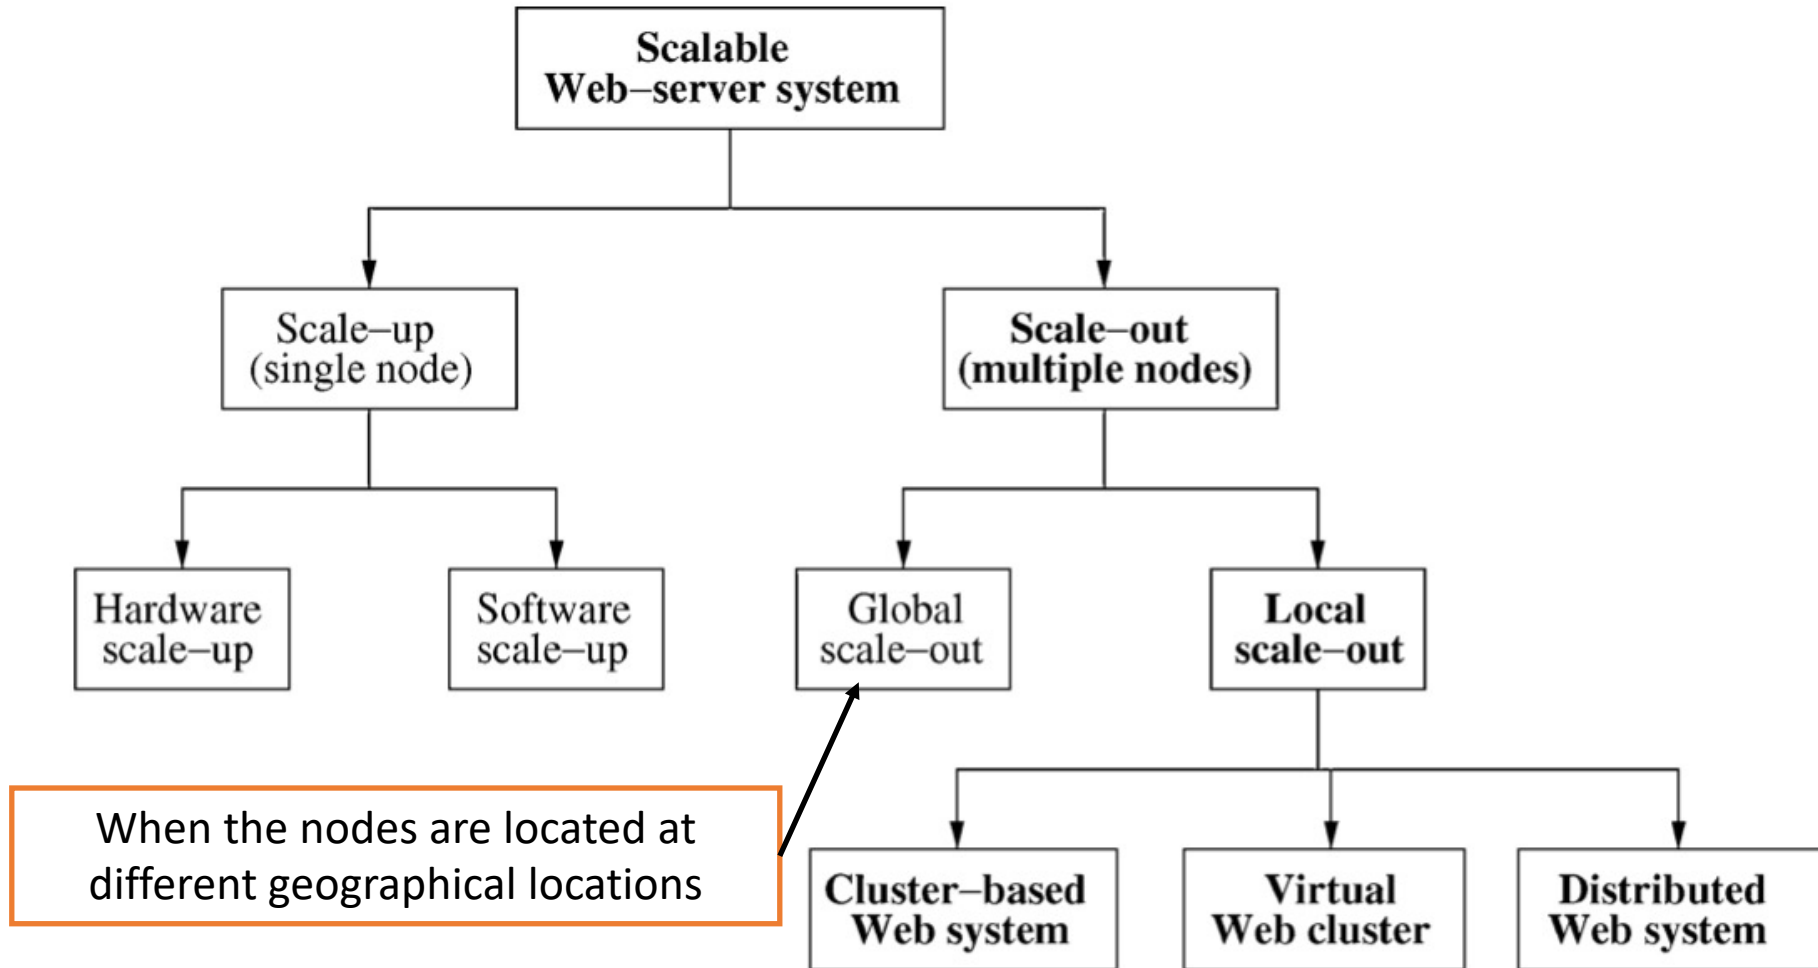 Scalable
Web–server system
Scale–up
(single node)
Scale–out
(multiple nodes)
Hardware
scale–up
Software
scale–up
Global
scale–out
Local
scale–out
When the nodes are located at
different geographical locations
Cluster–based
Web system
Virtual
Web cluster
Distributed
Web system